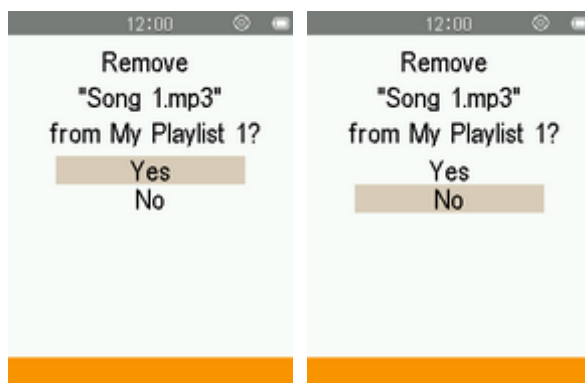 12:00
Remove
"Song 1.mp3"
from My Playlist 1?
Yes
No
12:00
Remove
"Song 1.mp3"
from My Playlist 1?
Yes
No